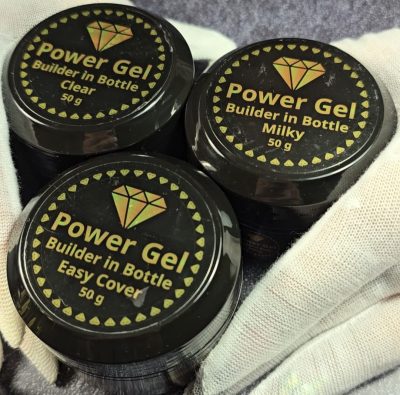 Power Gel
Builder in Bottle
Clear
50 g
Power Gel
Builder in Bottle
Milky
50 g
Power Gel
Builder in Bottle
Easy Cover
50 g